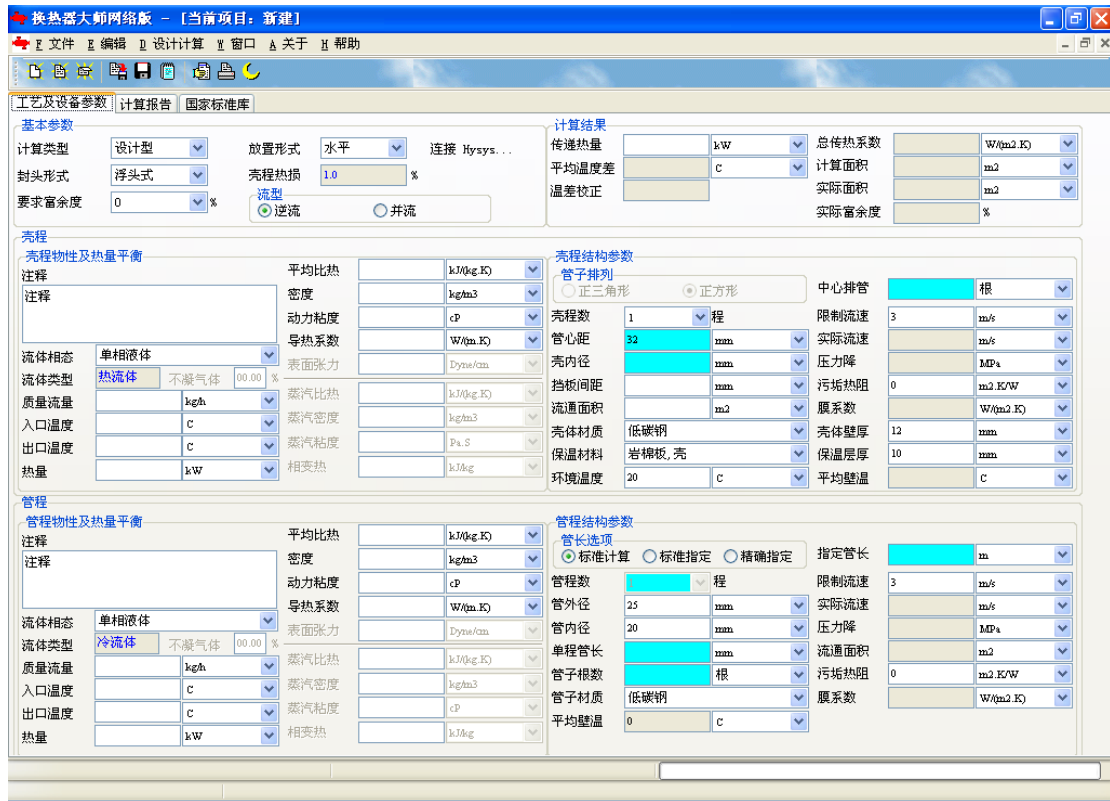 换热器大师网络版 - [当前项目: 新建]
F 文件 E 编辑 D 设计计算 W 窗口 A 关于 H 帮助
工艺及设备参数 计算报告 国家标准库
基本参数
计算类型 设计型 放置形式 水平 连接 Hysys...
封头形式 浮头式 壳程热损 1.0 %
要求富余度 0 % 流型 逆流 并流
计算结果
传递热量 kW 总传热系数 W/(m2.K)
平均温度差 C 计算面积 m2
温差校正 实际面积 m2
实际富余度 %
壳程
壳程物性及热量平衡
注释
注释
流体相态 单相液体
流体类型 热流体 不凝气体 00.00 %
质量流量 kg/h
入口温度 C
出口温度 C
热量 kW
平均比热 kJ/(kg.K)
密度 kg/m3
动力粘度 cP
导热系数 W/(m.K)
表面张力 Dyne/cm
蒸汽比热 kJ/(kg.K)
蒸汽密度 kg/m3
蒸汽粘度 Pa.S
相变热 kJ/kg
壳程结构参数
管子排列
正三角形 正方形 中心排管 根
壳程数 1 程 限制流速 3 m/s
管心距 32 mm 实际流速 m/s
壳内径 mm 压力降 MPa
挡板间距 mm 污垢热阻 0 m2.K/W
流通面积 m2 膜系数 W/(m2.K)
壳体材质 低碳钢 壳体壁厚 12 mm
保温材料 岩棉板,壳 保温层厚 10 mm
环境温度 20 C 平均壁温 C
管程
管程物性及热量平衡
注释
注释
流体相态 单相液体
流体类型 冷流体 不凝气体 00.00 %
质量流量 kg/h
入口温度 C
出口温度 C
热量 kW
平均比热 kJ/(kg.K)
密度 kg/m3
动力粘度 cP
导热系数 W/(m.K)
表面张力 Dyne/cm
蒸汽比热 kJ/(kg.K)
蒸汽密度 kg/m3
蒸汽粘度 cP
相变热 kJ/kg
管程结构参数
管长选项
标准计算 标准指定 精确指定 指定管长 m
管程数 1 程 限制流速 3 m/s
管外径 25 mm 实际流速 m/s
管内径 20 mm 压力降 MPa
单程管长 mm 流通面积 m2
管子根数 根 污垢热阻 0 m2.K/W
管子材质 低碳钢 膜系数 W/(m2.K)
平均壁温 0 C